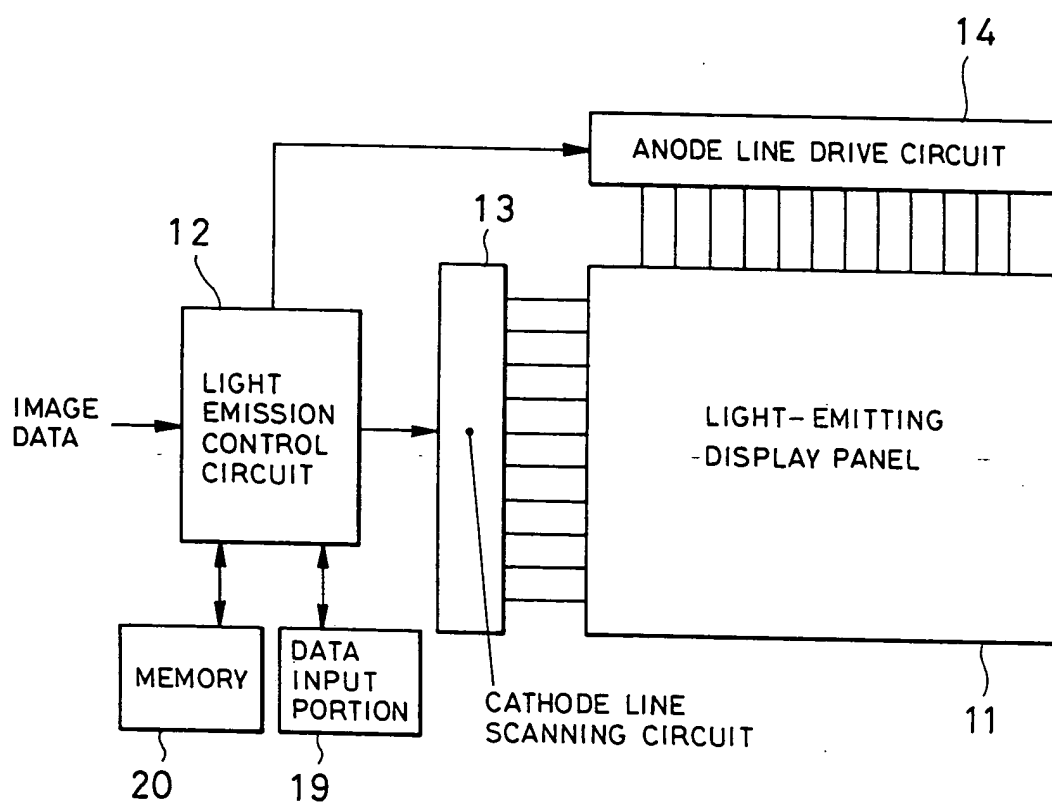 14
ANODE LINE DRIVE CIRCUIT
12
13
IMAGE
DATA
LIGHT
EMISSION
CONTROL
CIRCUIT
LIGHT-EMITTING
DISPLAY PANEL
MEMORY
DATA
INPUT
PORTION
CATHODE LINE
SCANNING CIRCUIT
11
20
19